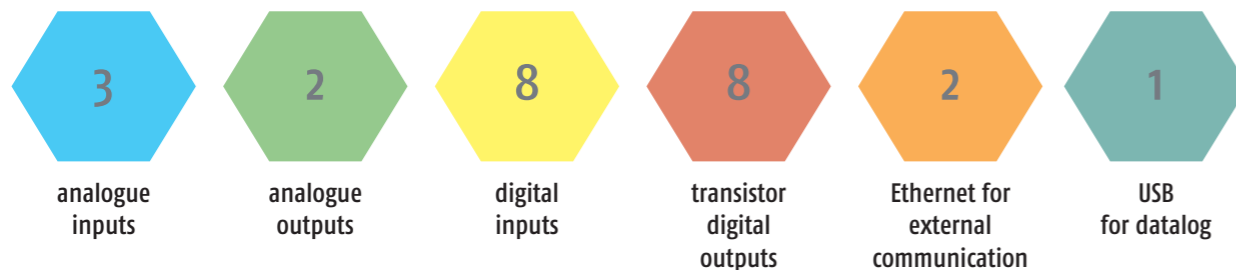 3
analogue
inputs
2
analogue
outputs
8
digital
inputs
8
transistor
digital
outputs
2
Ethernet for
external
communication
1
USB
for datalog